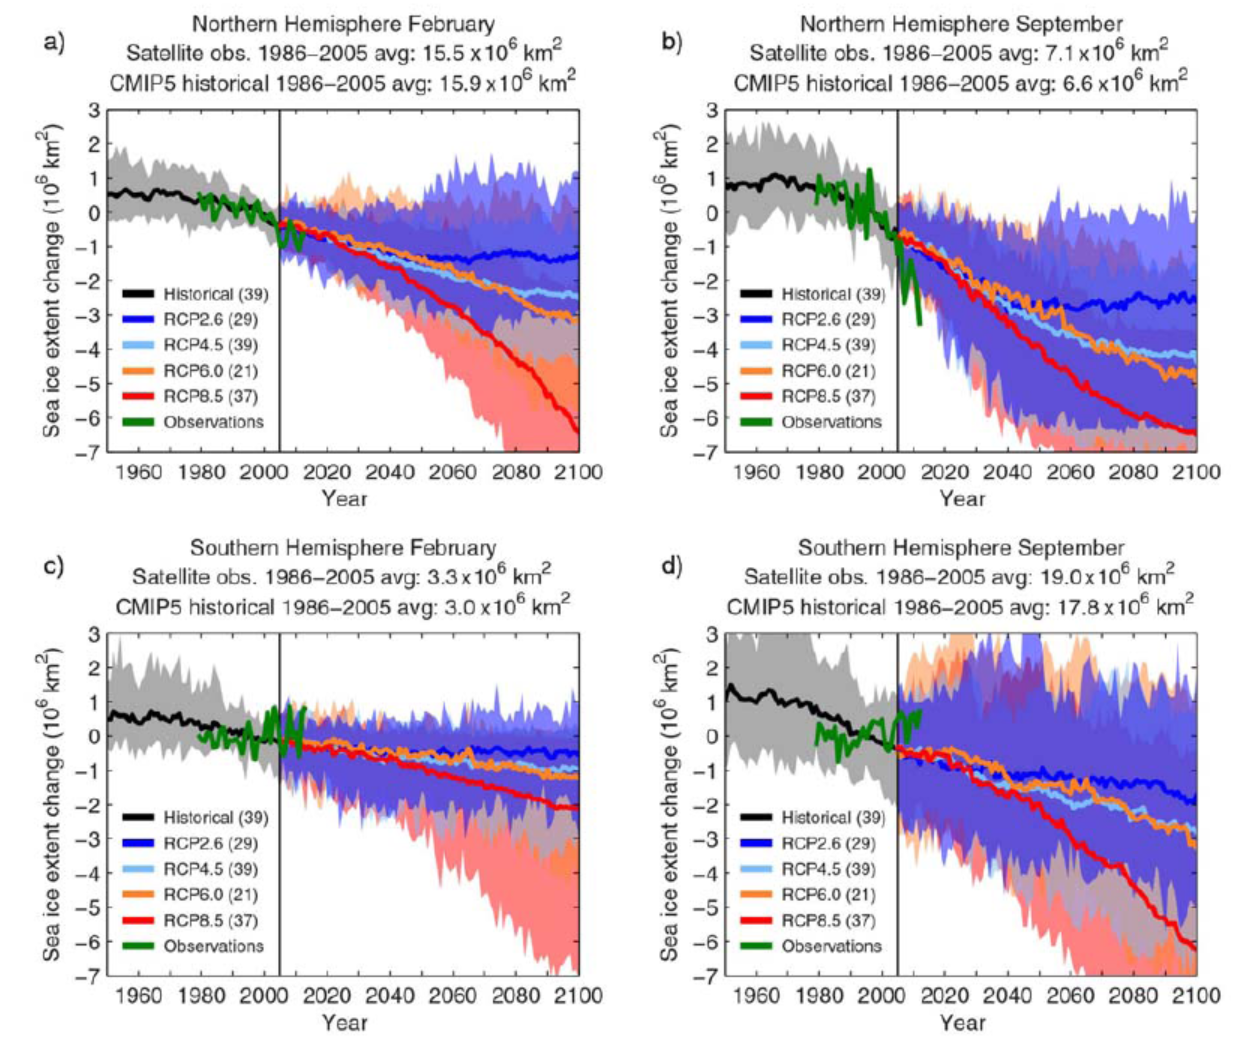 a)
Northern Hemisphere February
Satellite obs. 1986–2005 avg: 15.5 x10⁶ km²
CMIP5 historical 1986–2005 avg: 15.9 x10⁶ km²
Sea ice extent change (10⁶ km²)
3
2
1
0
−1
−2
−3
−4
−5
−6
−7
Historical (39)
RCP2.6 (29)
RCP4.5 (39)
RCP6.0 (21)
RCP8.5 (37)
Observations
1960 1980 2000 2020 2040 2060 2080 2100
Year
b)
Northern Hemisphere September
Satellite obs. 1986–2005 avg: 7.1 x10⁶ km²
CMIP5 historical 1986–2005 avg: 6.6 x10⁶ km²
Sea ice extent change (10⁶ km²)
3
2
1
0
−1
−2
−3
−4
−5
−6
−7
Historical (39)
RCP2.6 (29)
RCP4.5 (39)
RCP6.0 (21)
RCP8.5 (37)
Observations
1960 1980 2000 2020 2040 2060 2080 2100
Year
c)
Southern Hemisphere February
Satellite obs. 1986–2005 avg: 3.3 x10⁶ km²
CMIP5 historical 1986–2005 avg: 3.0 x10⁶ km²
Sea ice extent change (10⁶ km²)
3
2
1
0
−1
−2
−3
−4
−5
−6
−7
Historical (39)
RCP2.6 (29)
RCP4.5 (39)
RCP6.0 (21)
RCP8.5 (37)
Observations
1960 1980 2000 2020 2040 2060 2080 2100
Year
d)
Southern Hemisphere September
Satellite obs. 1986–2005 avg: 19.0 x10⁶ km²
CMIP5 historical 1986–2005 avg: 17.8 x10⁶ km²
Sea ice extent change (10⁶ km²)
3
2
1
0
−1
−2
−3
−4
−5
−6
−7
Historical (39)
RCP2.6 (29)
RCP4.5 (39)
RCP6.0 (21)
RCP8.5 (37)
Observations
1960 1980 2000 2020 2040 2060 2080 2100
Year